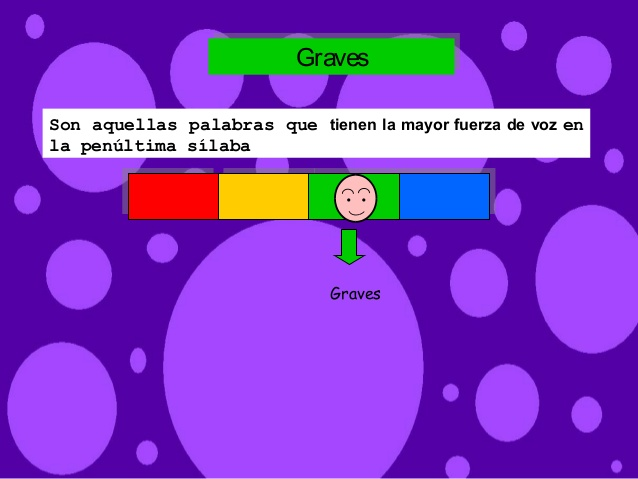 Graves
Son aquellas palabras que tienen la mayor fuerza de voz en
la penúltima sílaba
Graves